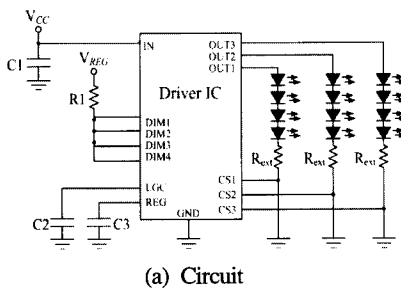 V_CC
C1
IN
V_REG
R1
Driver IC
OUT3
OUT2
OUT1
DIM1
DIM2
DIM3
DIM4
R_ext
R_ext
R_ext
LGC
REG
GND
CS1
CS2
CS3
C2
C3
(a) Circuit